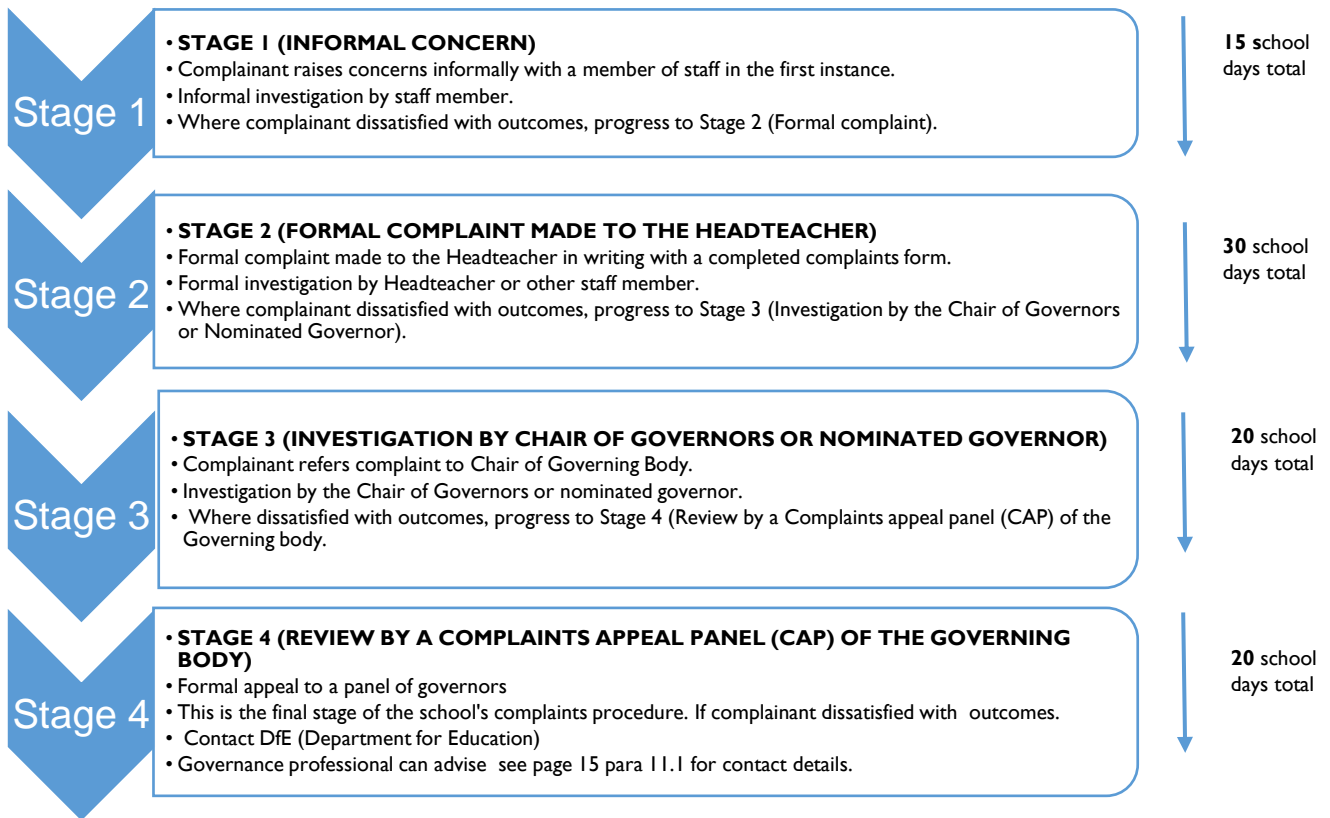 Stage 1
• STAGE 1 (INFORMAL CONCERN)
• Complainant raises concerns informally with a member of staff in the first instance.
• Informal investigation by staff member.
• Where complainant dissatisfied with outcomes, progress to Stage 2 (Formal complaint).
15 school
days total
Stage 2
• STAGE 2 (FORMAL COMPLAINT MADE TO THE HEADTEACHER)
• Formal complaint made to the Headteacher in writing with a completed complaints form.
• Formal investigation by Headteacher or other staff member.
• Where complainant dissatisfied with outcomes, progress to Stage 3 (Investigation by the Chair of Governors
or Nominated Governor).
30 school
days total
Stage 3
• STAGE 3 (INVESTIGATION BY CHAIR OF GOVERNORS OR NOMINATED GOVERNOR)
• Complainant refers complaint to Chair of Governing Body.
• Investigation by the Chair of Governors or nominated governor.
• Where dissatisfied with outcomes, progress to Stage 4 (Review by a Complaints appeal panel (CAP) of the
Governing body.
20 school
days total
Stage 4
• STAGE 4 (REVIEW BY A COMPLAINTS APPEAL PANEL (CAP) OF THE GOVERNING
BODY)
• Formal appeal to a panel of governors
• This is the final stage of the school's complaints procedure. If complainant dissatisfied with outcomes.
• Contact DfE (Department for Education)
• Governance professional can advise see page 15 para 11.1 for contact details.
20 school
days total